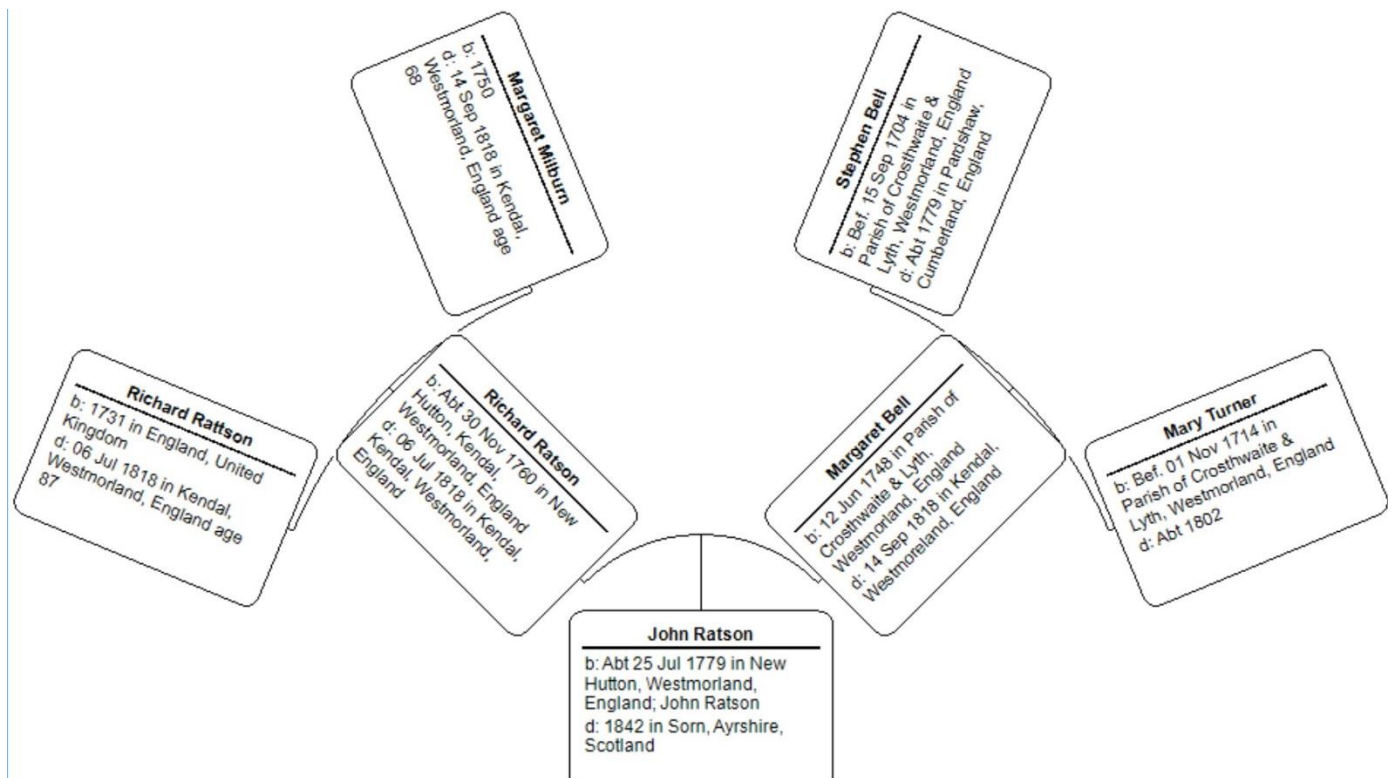 Margaret Milburn
b: 1750
d: 14 Sep 1818 in Kendal,
Westmorland, England age
68
Stephen Bell
b: Bef. 15 Sep 1704 in
Parish of Crosthwaite &
Lyth, Westmorland, England
d: Abt 1779 in Pardshaw,
Cumberland, England
Richard Rattson
b: 1731 in England, United
Kingdom
d: 06 Jul 1818 in Kendal,
Westmorland, England age
87
Richard Ratson
b: Abt 30 Nov 1760 in New
Hutton, Kendal,
Westmorland, England
d: 06 Jul 1818 in Kendal,
Kendal, Westmorland,
England
Margaret Bell
b: 12 Jun 1748 in Parish of
Crosthwaite & Lyth,
Westmorland, England
d: 14 Sep 1818 in Kendal,
Westmoreland, England
Mary Turner
b: Bef. 01 Nov 1714 in
Parish of Crosthwaite &
Lyth, Westmorland, England
d: Abt 1802
John Ratson
b: Abt 25 Jul 1779 in New
Hutton, Westmorland,
England; John Ratson
d: 1842 in Sorn, Ayrshire,
Scotland